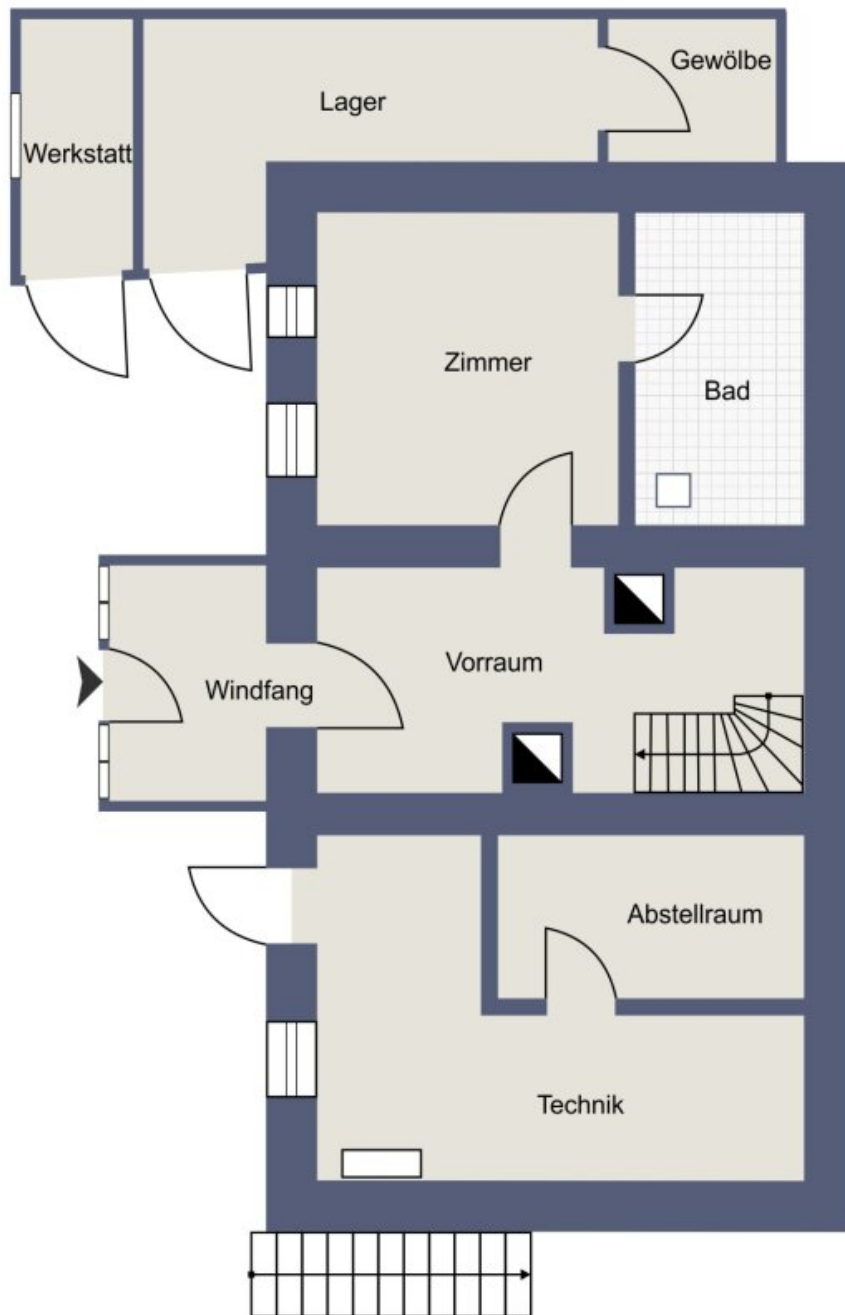 Gewölbe
Lager
Werkstatt
Zimmer
Bad
Vorraum
Windfang
Abstellraum
Technik